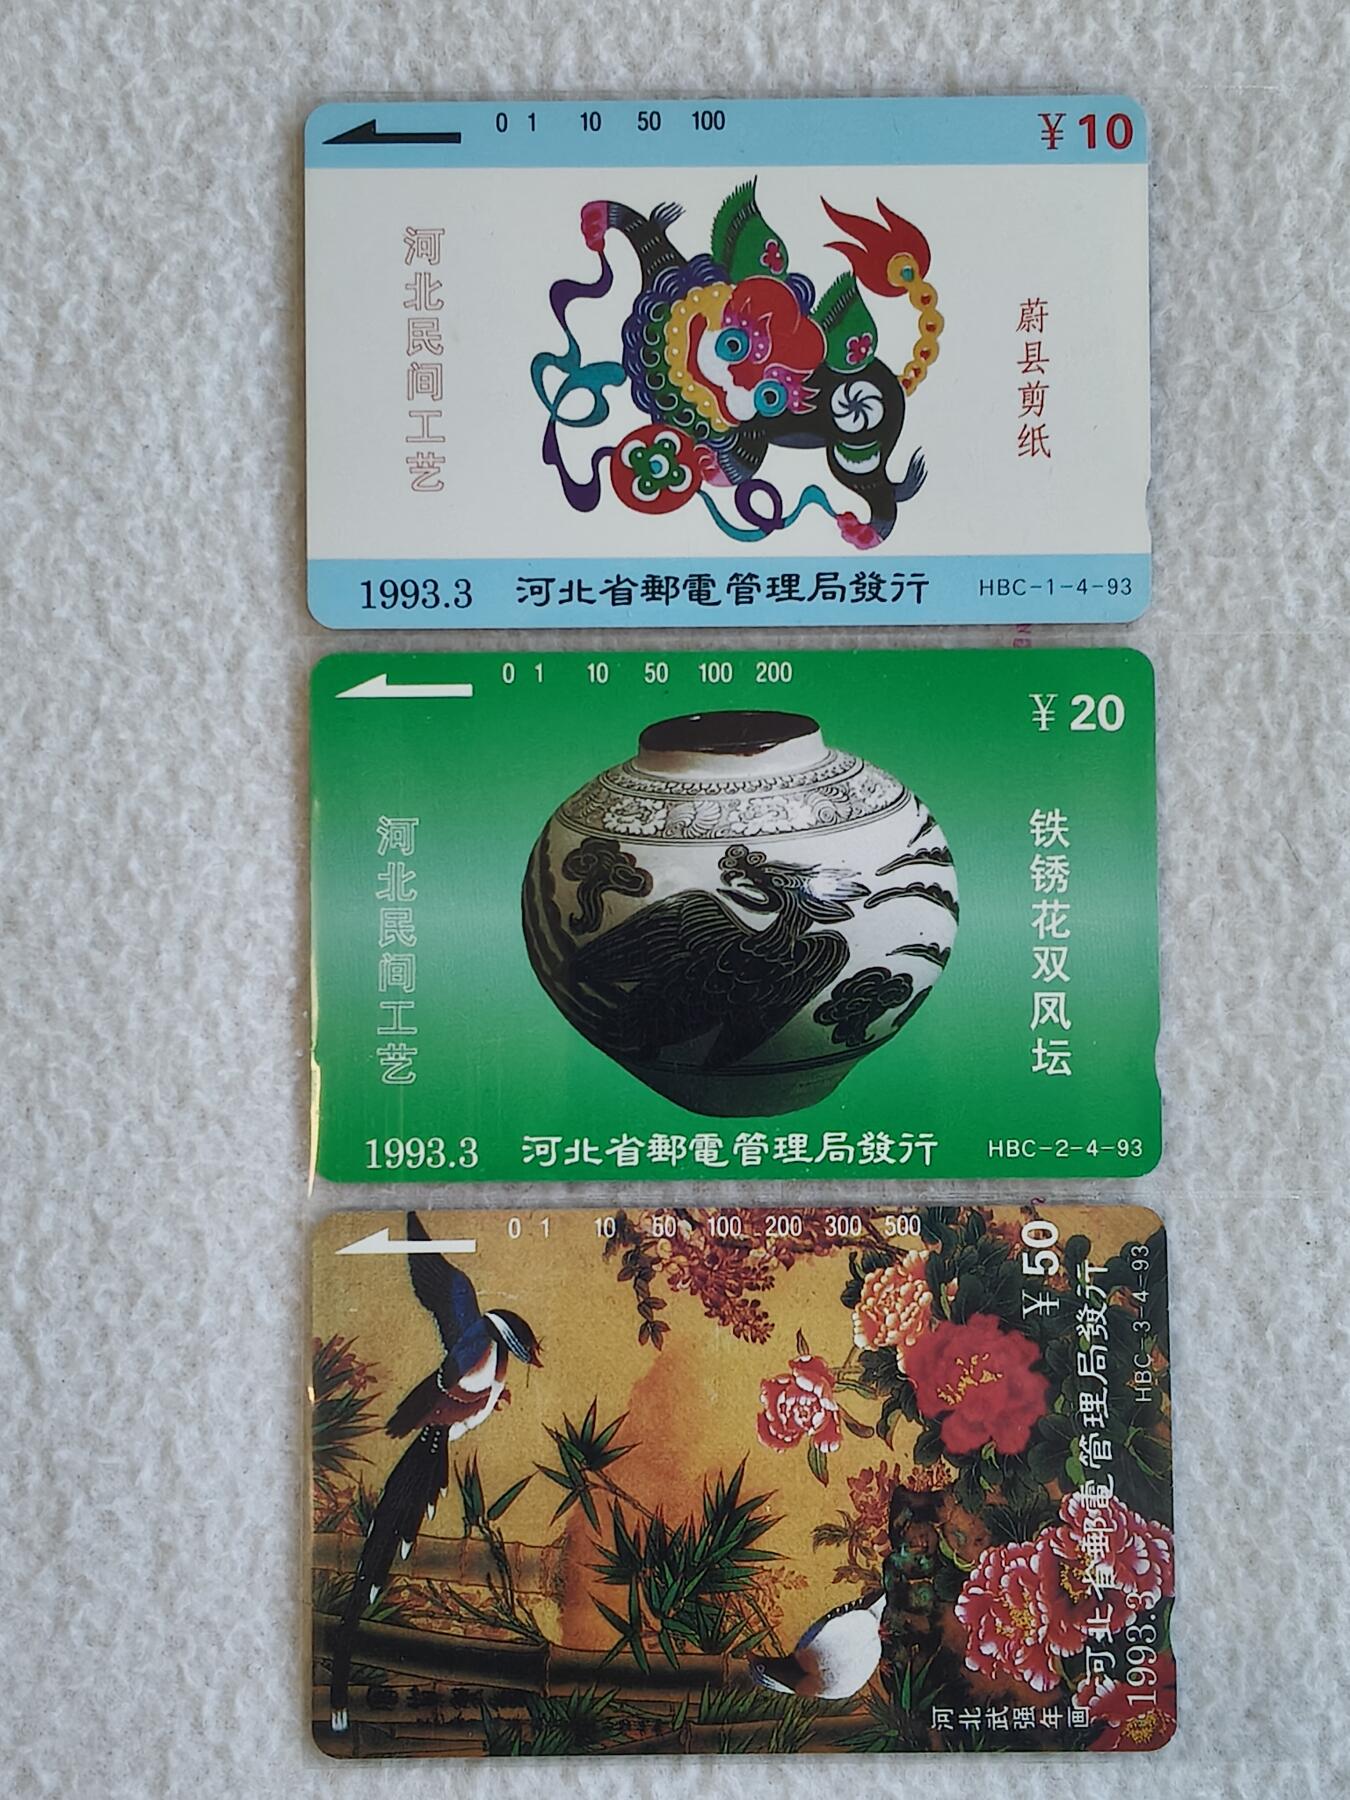 0 1 10 50 100
¥10
河北民间工艺
蔚县剪纸
1993.3 河北省郵電管理局發行 HBC-1-4-93
0 1 10 50 100 200
¥20
河北民间工艺
铁锈花双凤坛
1993.3 河北省郵電管理局發行 HBC-2-4-93
0 1 10 50 100 200 300 500
¥50
河北武强年画
1993.3 河北省郵電管理局發行
HBC-3-4-93